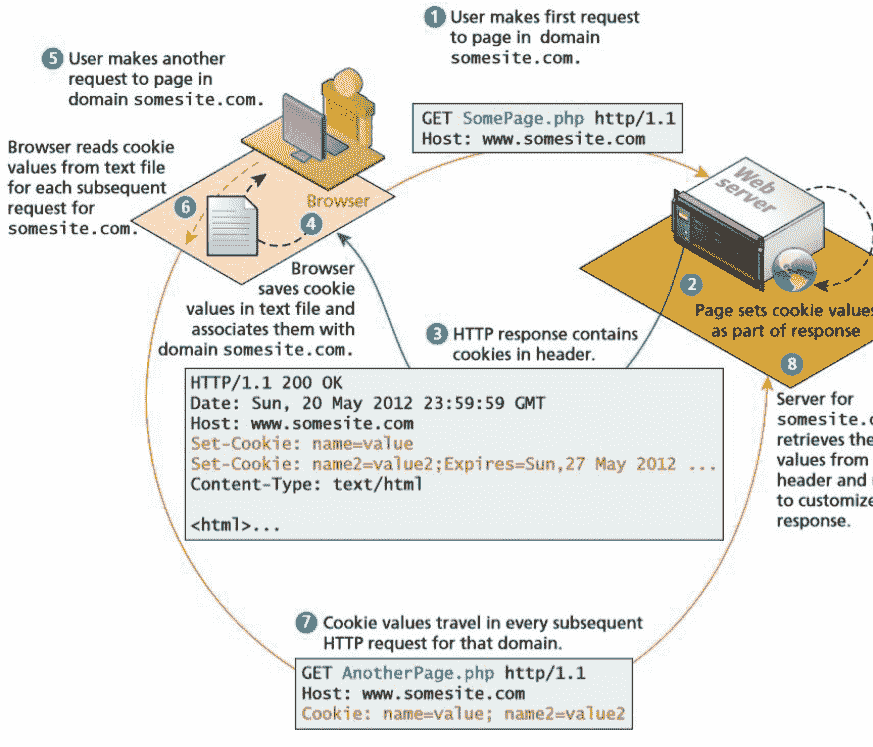 1 User makes first request
to page in domain
somesite.com.
GET SomePage.php http/1.1
Host: www.somesite.com
Web
server
2
Page sets cookie values
as part of response
3 HTTP response contains
cookies in header.
HTTP/1.1 200 OK
Date: Sun, 20 May 2012 23:59:59 GMT
Host: www.somesite.com
Set-Cookie: name=value
Set-Cookie: name2=value2;Expires=Sun,27 May 2012 ...
Content-Type: text/html
<html>...
Browser
4
Browser
saves cookie
values in text file and
associates them with
domain somesite.com.
5 User makes another
request to page in
domain somesite.com.
Browser reads cookie
values from text file
for each subsequent
request for
somesite.com.
6
7 Cookie values travel in every subsequent
HTTP request for that domain.
GET AnotherPage.php http/1.1
Host: www.somesite.com
Cookie: name=value; name2=value2
8
Server for
somesite.
retrieves the
values from
header and
to customize
response.